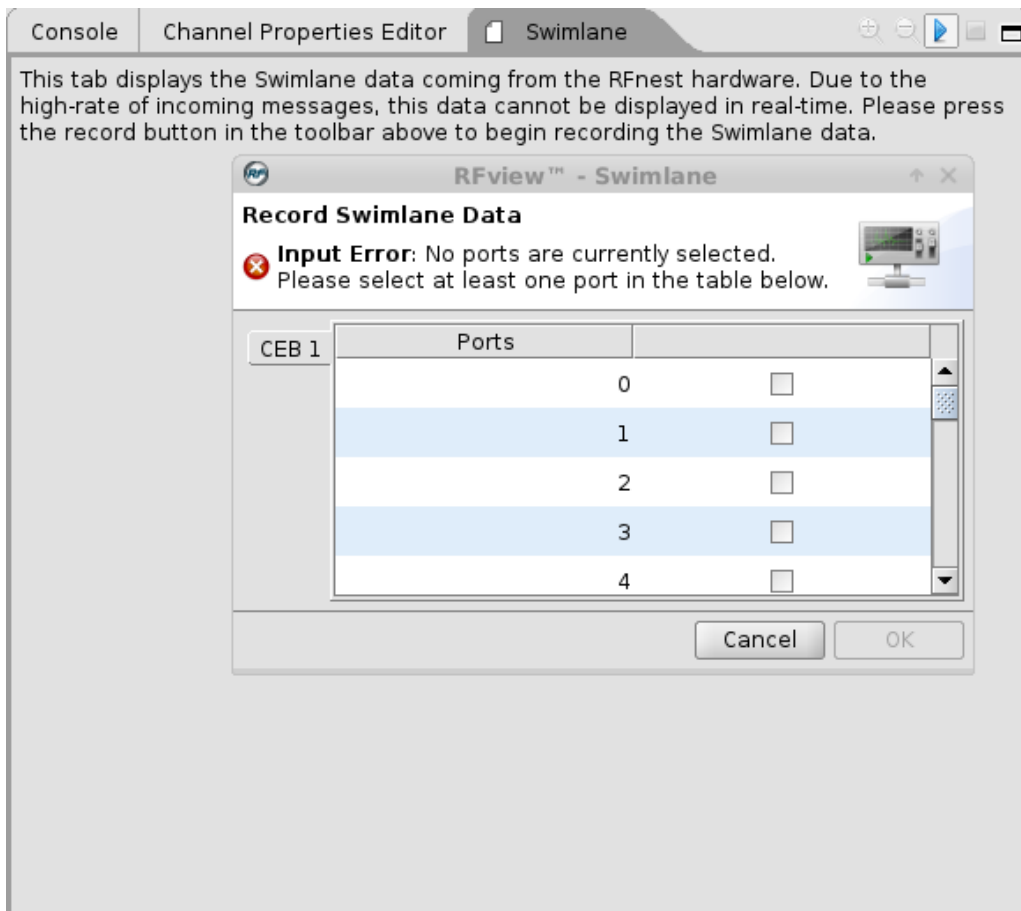 Console
Channel Properties Editor
Swimlane
This tab displays the Swimlane data coming from the RFnest hardware. Due to the
high-rate of incoming messages, this data cannot be displayed in real-time. Please press
the record button in the toolbar above to begin recording the Swimlane data.
RF
RFview™ - Swimlane
Record Swimlane Data
Input Error: No ports are currently selected.
Please select at least one port in the table below.
CEB 1
Ports
0
1
2
3
4
Cancel
OK